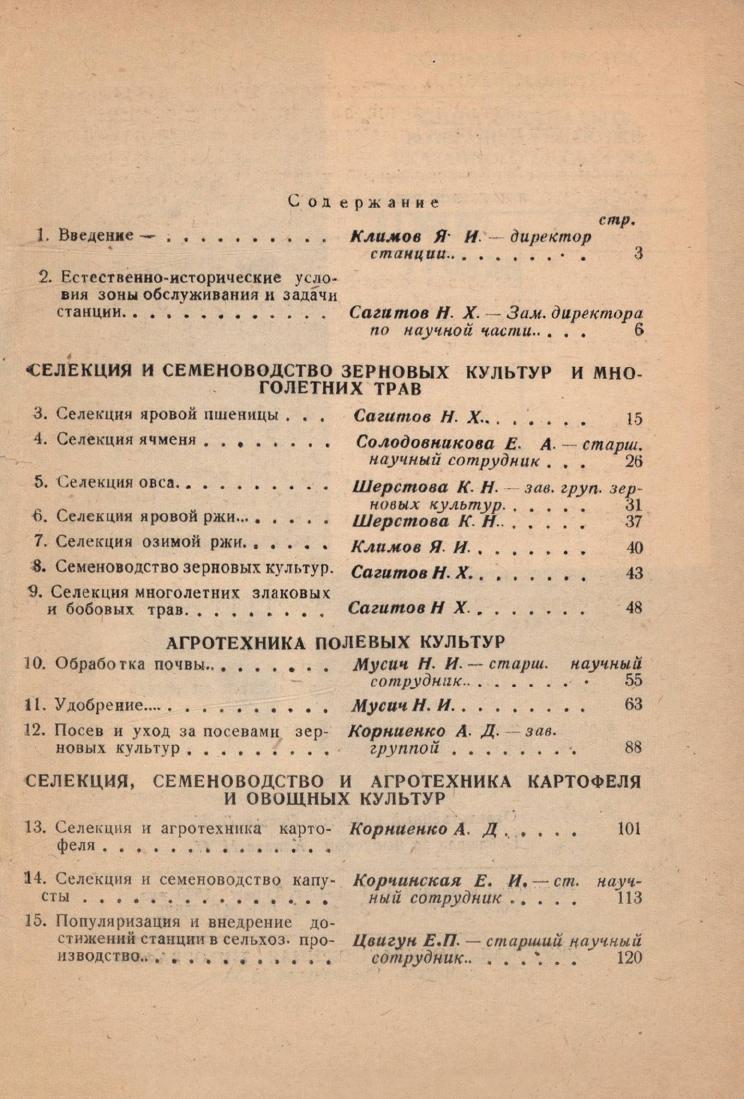 Содержание
стр.
1. Введение — . . . . . . . . . . Климов Я. И. — директор
станции. . . . . . . . . 3
2. Естественно-исторические усло-
вия зоны обслуживания и задачи
станции. . . . . . . . . . . . . Сагитов Н. Х. — Зам. директора
по научной части. . . . . 6
СЕЛЕКЦИЯ И СЕМЕНОВОДСТВО ЗЕРНОВЫХ КУЛЬТУР И МНО-
ГОЛЕТНИХ ТРАВ
3. Селекция яровой пшеницы . . . Сагитов Н. Х. . . . . . . . 15
4. Селекция ячменя . . . . . . . . Солодовникова Е. А. — старш.
научный сотрудник . . . 26
5. Селекция овса. . . . . . . . . . Шерстова К. Н. — зав. груп. зер-
новых культур. . . . . . 31
6. Селекция яровой ржи... . . . . . Шерстова К. Н. . . . . . . 37
7. Селекция озимой ржи. . . . . . Климов Я. И. . . . . . . . 40
8. Семеноводство зерновых культур. Сагитов Н. Х. . . . . . . . 43
9. Селекция многолетних злаковых
и бобовых трав. . . . . . . . . Сагитов Н Х. . . . . . . . 48
АГРОТЕХНИКА ПОЛЕВЫХ КУЛЬТУР
10. Обработка почвы. . . . . . . . Мусич Н. И. — старш. научный
сотрудник. . . . . . . . . 55
11. Удобрение.... . . . . . . . . . . Мусич Н. И. . . . . . . . . 63
12. Посев и уход за посевами зер- Корниенко А. Д. — зав.
новых культур . . . . . . . . . группой . . . . . . . . 88
СЕЛЕКЦИЯ, СЕМЕНОВОДСТВО И АГРОТЕХНИКА КАРТОФЕЛЯ
И ОВОЩНЫХ КУЛЬТУР
13. Селекция и агротехника карто- Корниенко А. Д . . . . . 101
феля . . . . . . . . . . . . . .
14. Селекция и семеноводство капу- Корчинская Е. И. — ст. науч-
сты . . . . . . . . . . . . . . . ный сотрудник . . . . . 113
15. Популяризация и внедрение до-
стижений станции в сельхоз. про- Цвигун Е.П. — старший научный
изводство. . . . . . . . . . . . сотрудник. . . . . . . . 120